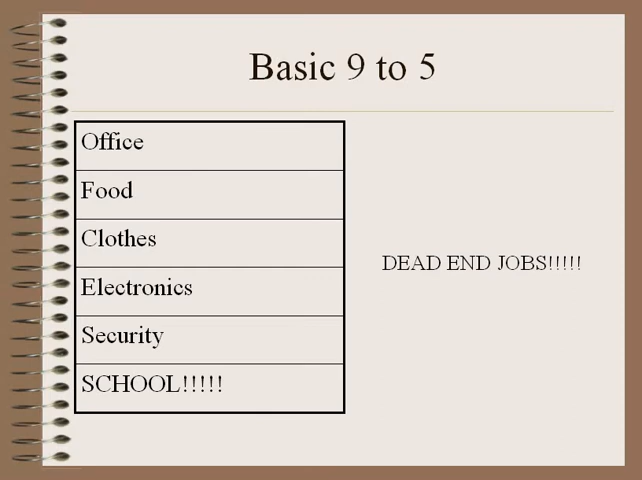 Basic 9 to 5
Office
Food
Clothes
Electronics
Security
SCHOOL!!!!!
DEAD END JOBS!!!!!